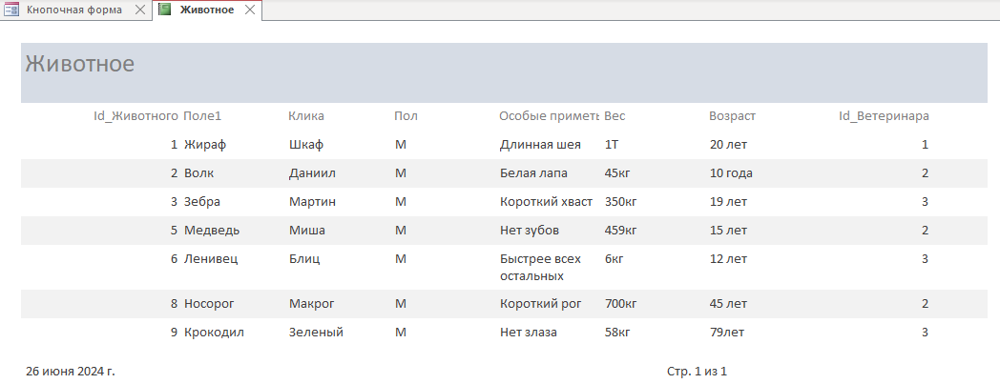 Кнопочная форма Животное
Животное
Id_Животного Поле1 Клика Пол Особые приметь Вес Возраст Id_Ветеринара
1 Жираф Шкаф М Длинная шея 1Т 20 лет 1
2 Волк Даниил М Белая лапа 45кг 10 года 2
3 Зебра Мартин М Короткий хваст 350кг 19 лет 3
5 Медведь Миша М Нет зубов 459кг 15 лет 2
6 Ленивец Блиц М Быстрее всех 6кг 12 лет 3
остальных
8 Носорог Макрог М Короткий рог 700кг 45 лет 2
9 Крокодил Зеленый М Нет злаза 58кг 79лет 3
26 июня 2024 г. Стр. 1 из 1